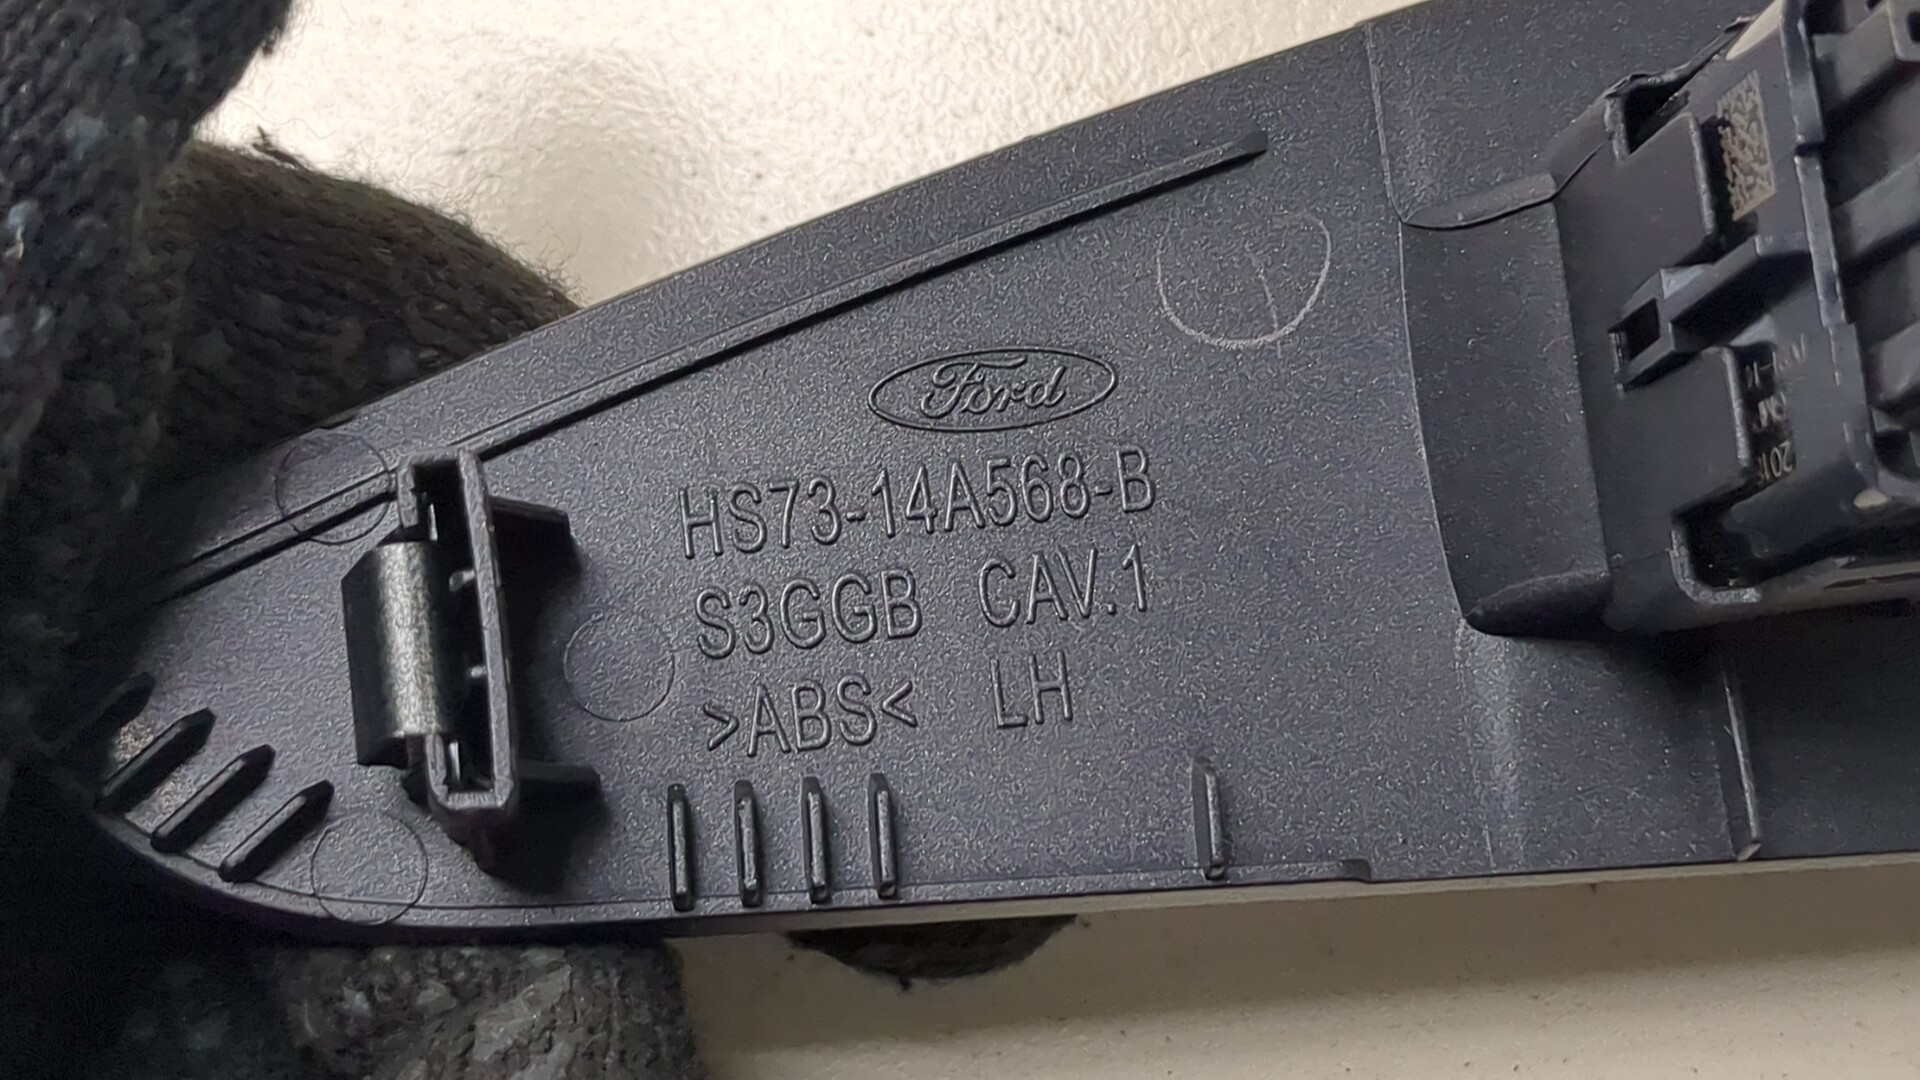 Ford
HS73-14A568-B
S3GGB CAV.1
>ABS< LH